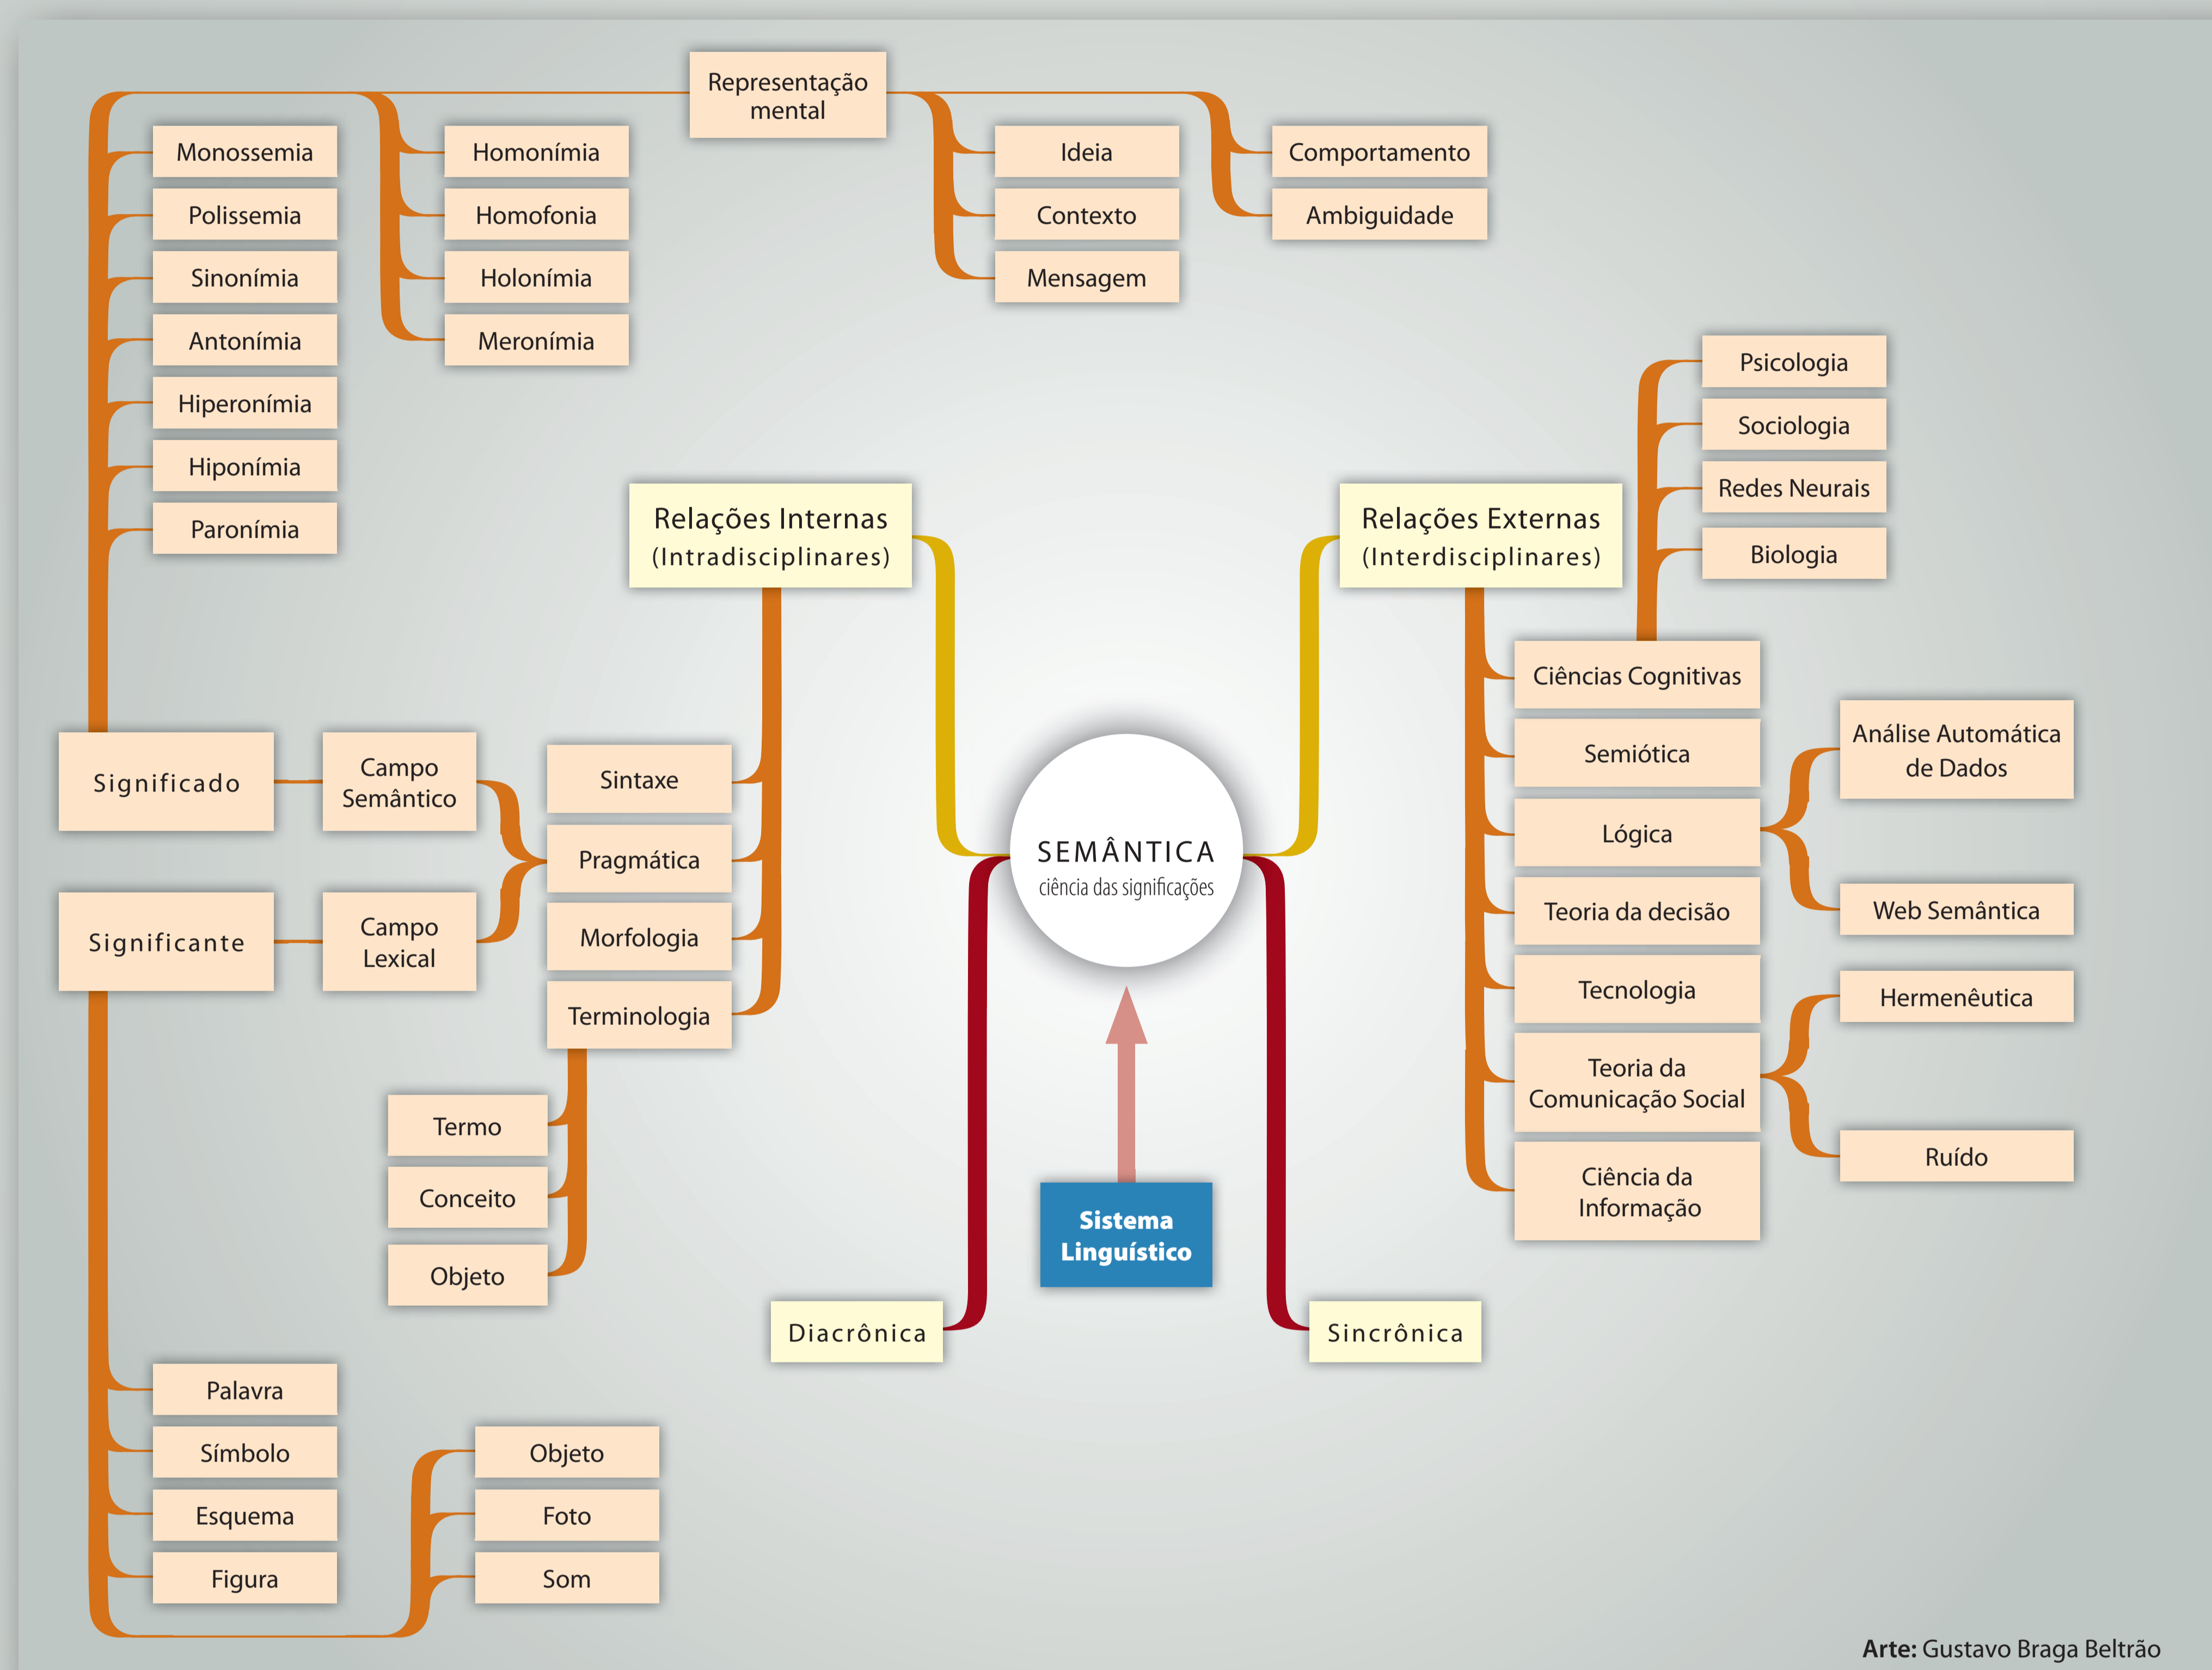 Representação
mental
Monossemia
Polissemia
Sinonímia
Antonímia
Hiperonímia
Hiponímia
Paronímia
Homonímia
Homofonia
Holonímia
Meronímia
Ideia
Contexto
Mensagem
Comportamento
Ambiguidade
Relações Internas
(Intradisciplinares)
Relações Externas
(Interdisciplinares)
Psicologia
Sociologia
Redes Neurais
Biologia
Significado
Campo
Semântico
Significante
Campo
Lexical
Sintaxe
Pragmática
Morfologia
Terminologia
Termo
Conceito
Objeto
SEMÂNTICA
ciência das significações
Sistema
Linguístico
Diacrônica
Sincrônica
Ciências Cognitivas
Semiótica
Lógica
Teoria da decisão
Tecnologia
Teoria da
Comunicação Social
Ciência da
Informação
Análise Automática
de Dados
Web Semântica
Hermenêutica
Ruído
Palavra
Símbolo
Esquema
Figura
Objeto
Foto
Som
Arte: Gustavo Braga Beltrão